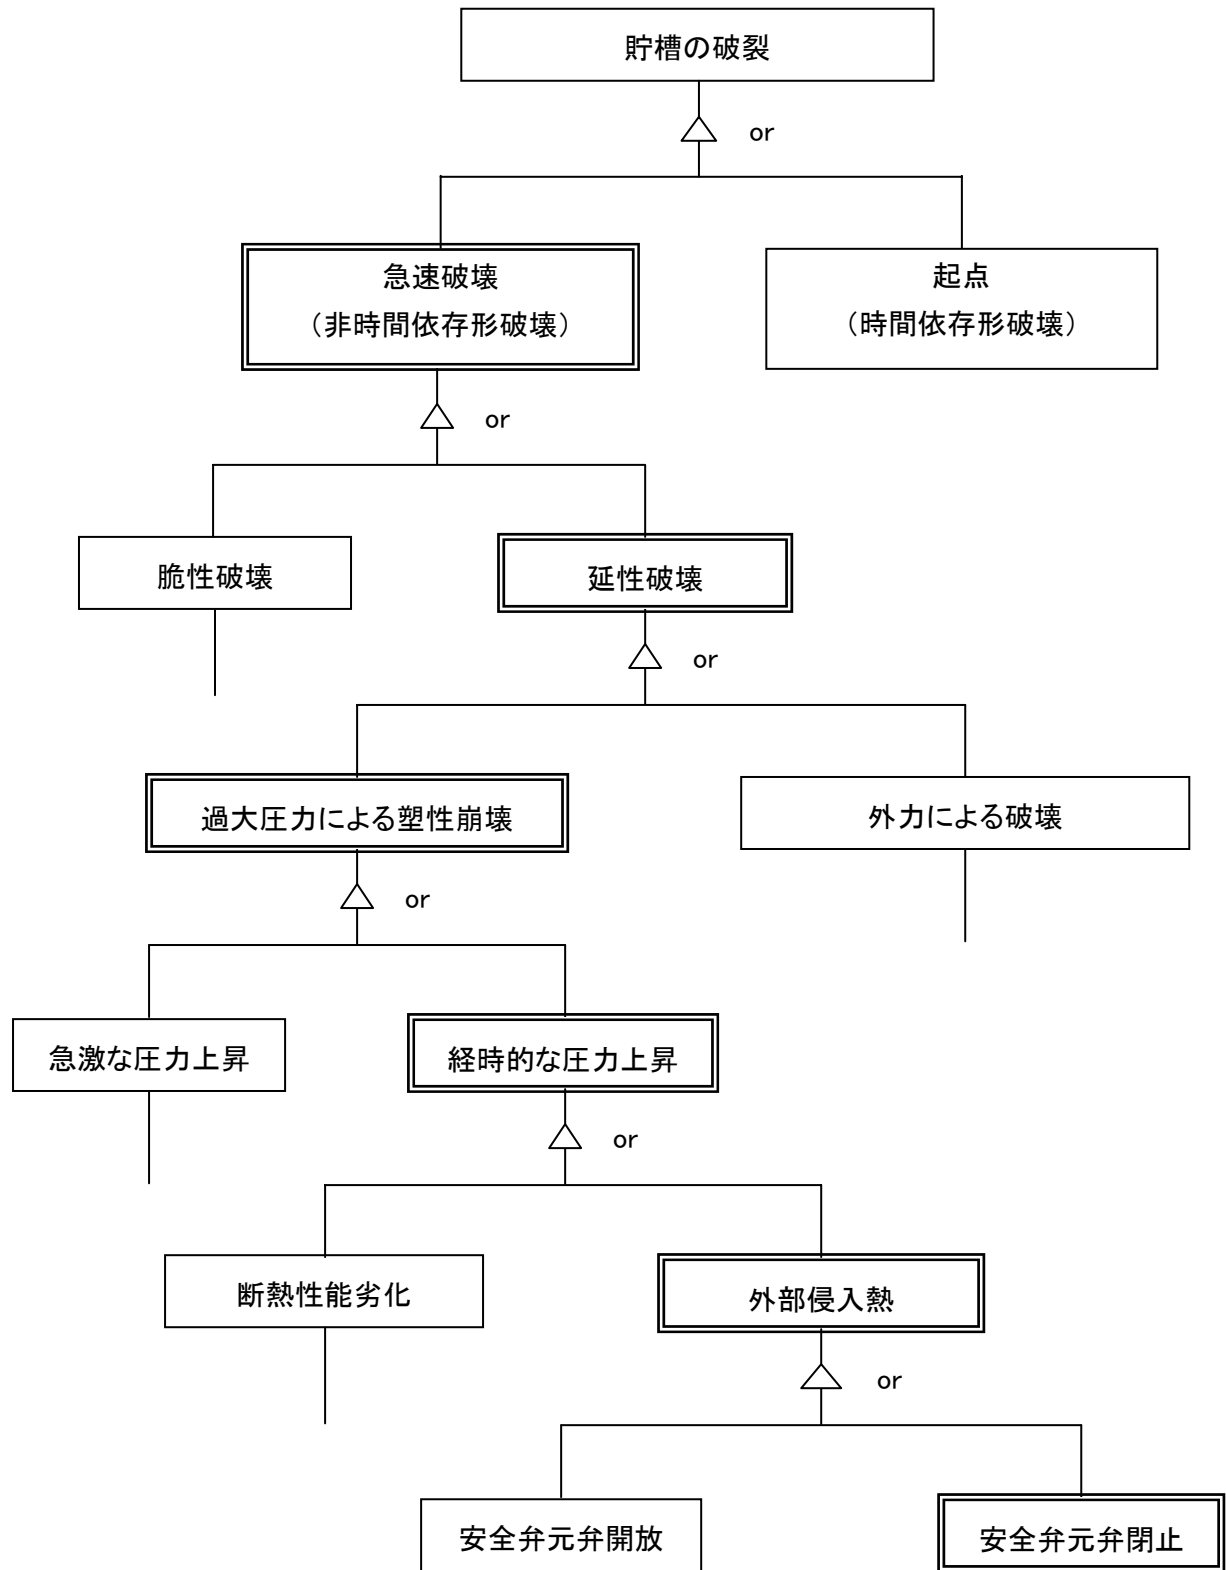 貯槽の破裂
or
急速破壊
（非時間依存形破壊）
起点
（時間依存形破壊）
or
脆性破壊
延性破壊
or
過大圧力による塑性崩壊
外力による破壊
or
急激な圧力上昇
経時的な圧力上昇
or
断熱性能劣化
外部侵入熱
or
安全弁元弁開放
安全弁元弁閉止